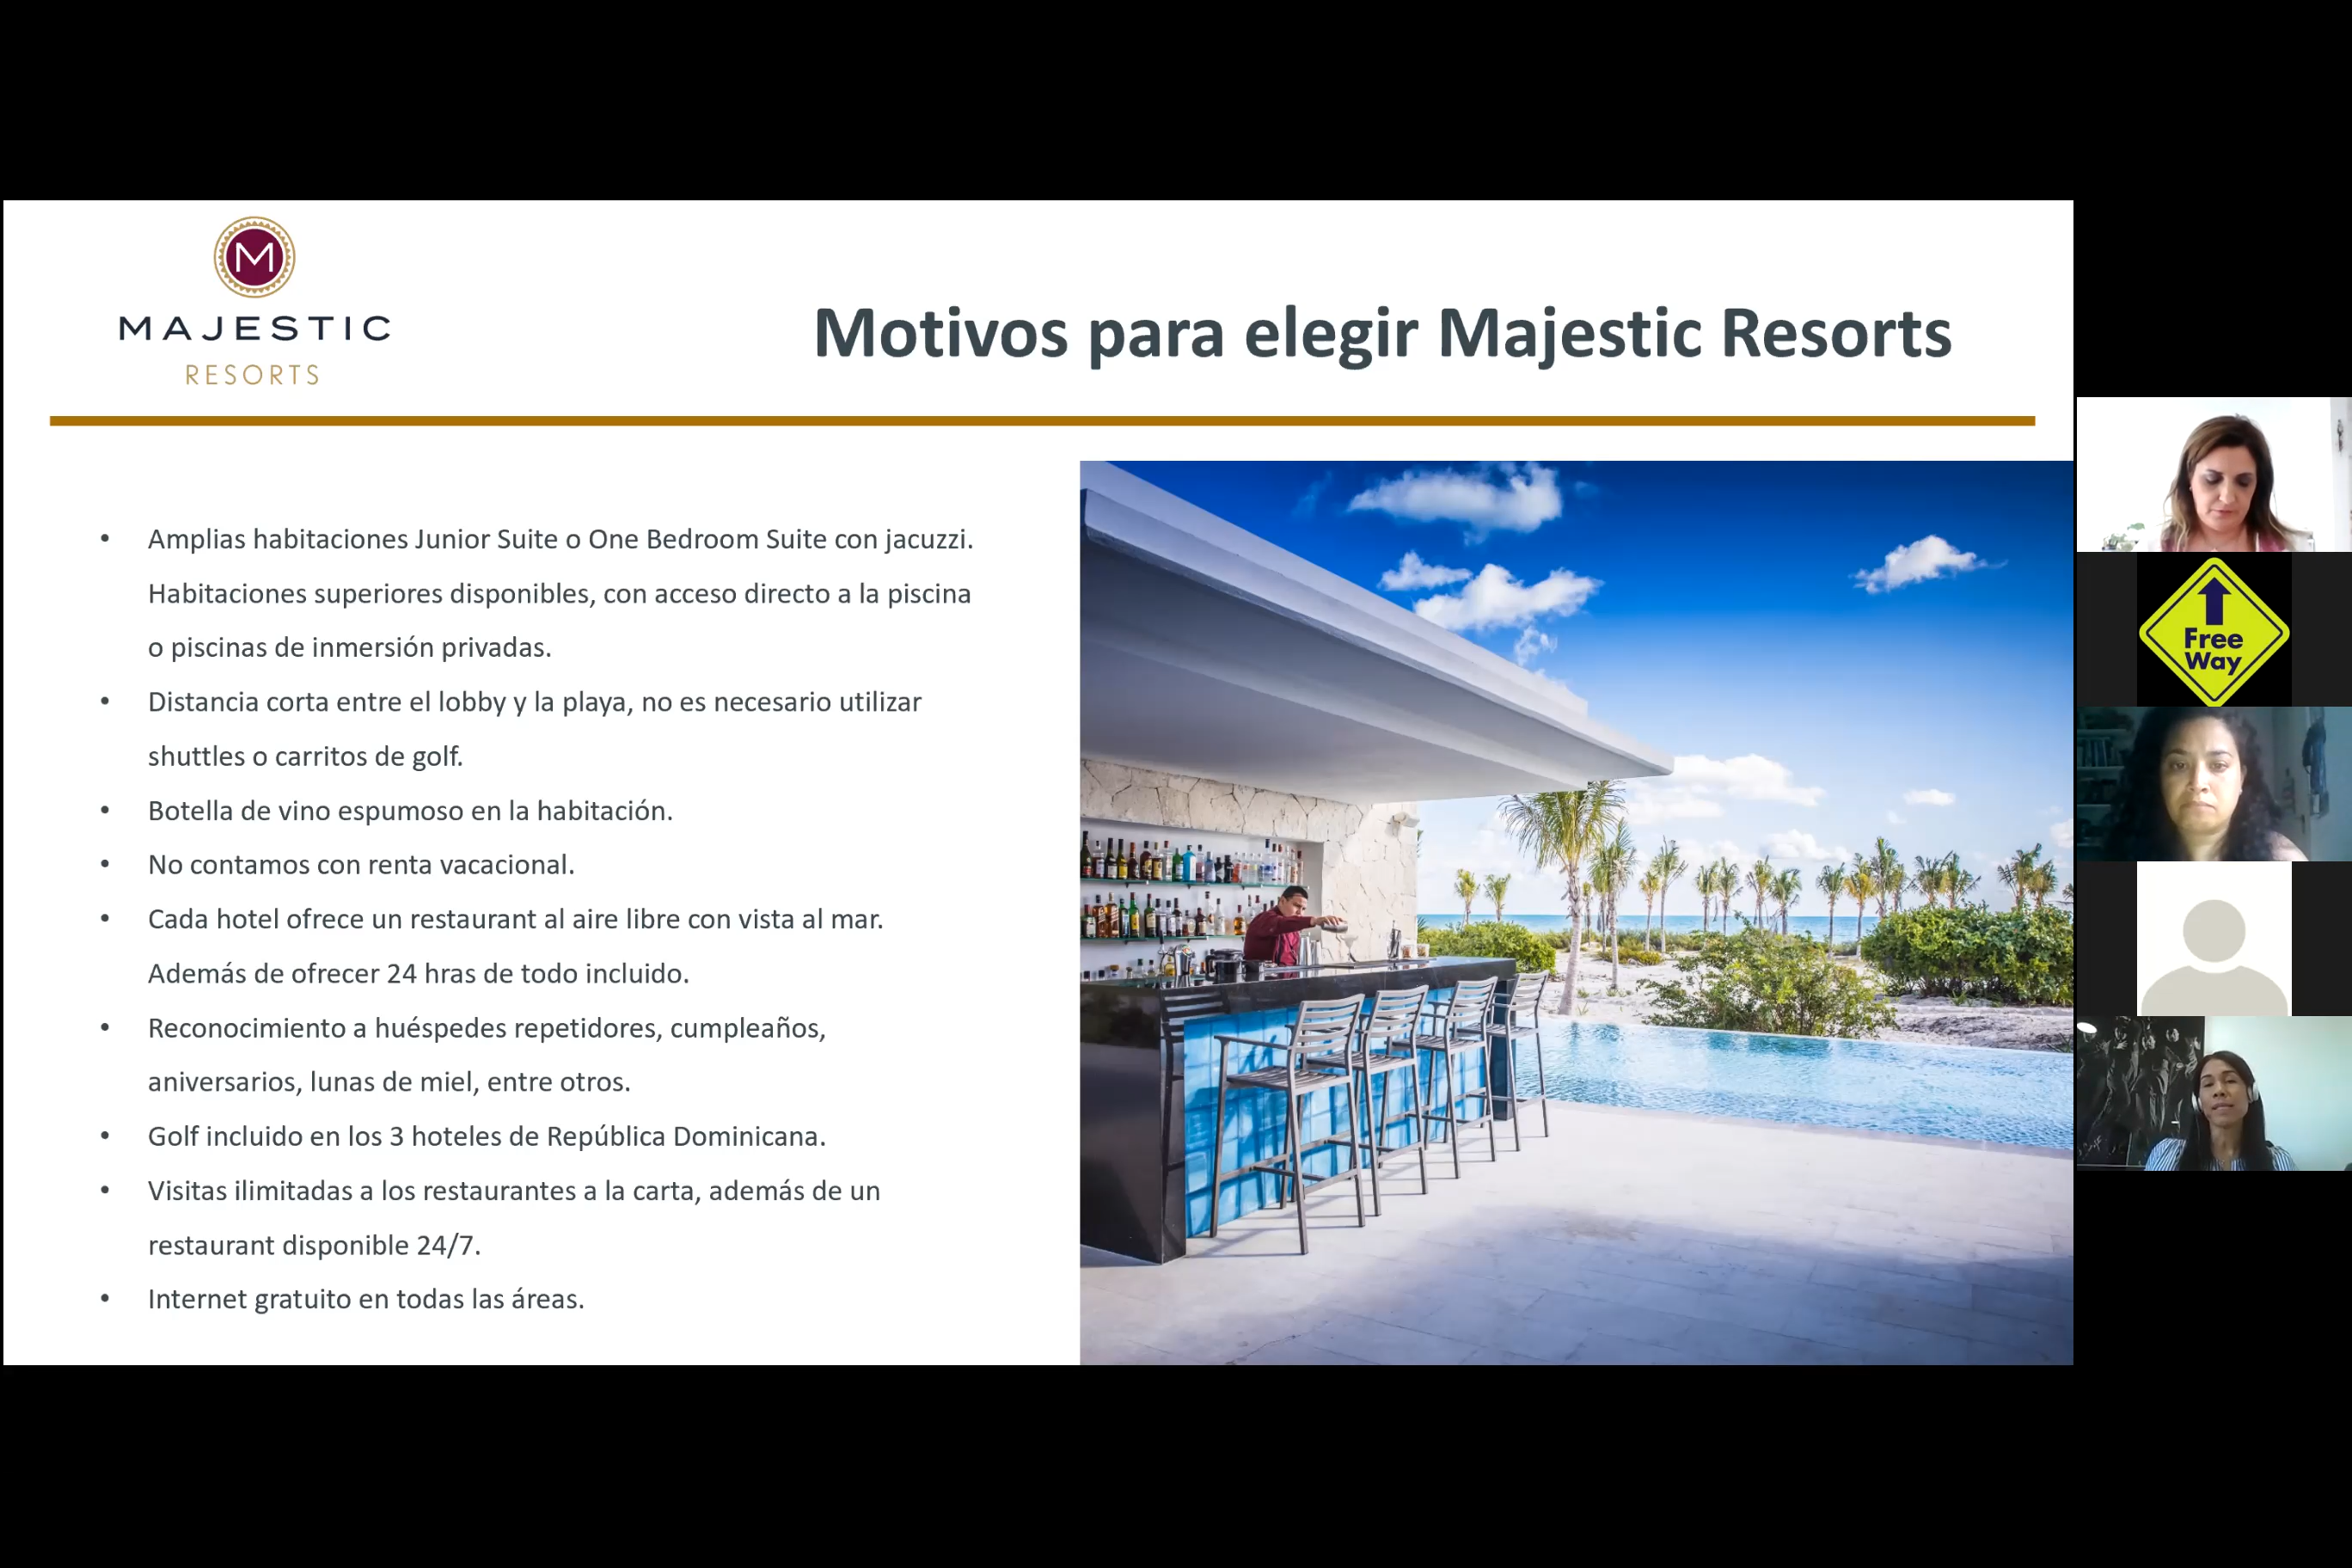 M
MAJESTIC
RESORTS
Motivos para elegir Majestic Resorts
• Amplias habitaciones Junior Suite o One Bedroom Suite con jacuzzi.
Habitaciones superiores disponibles, con acceso directo a la piscina
o piscinas de inmersión privadas.
• Distancia corta entre el lobby y la playa, no es necesario utilizar
shuttles o carritos de golf.
• Botella de vino espumoso en la habitación.
• No contamos con renta vacacional.
• Cada hotel ofrece un restaurant al aire libre con vista al mar.
Además de ofrecer 24 hras de todo incluido.
• Reconocimiento a huéspedes repetidores, cumpleaños,
aniversarios, lunas de miel, entre otros.
• Golf incluido en los 3 hoteles de República Dominicana.
• Visitas ilimitadas a los restaurantes a la carta, además de un
restaurant disponible 24/7.
• Internet gratuito en todas las áreas.
Free
Way